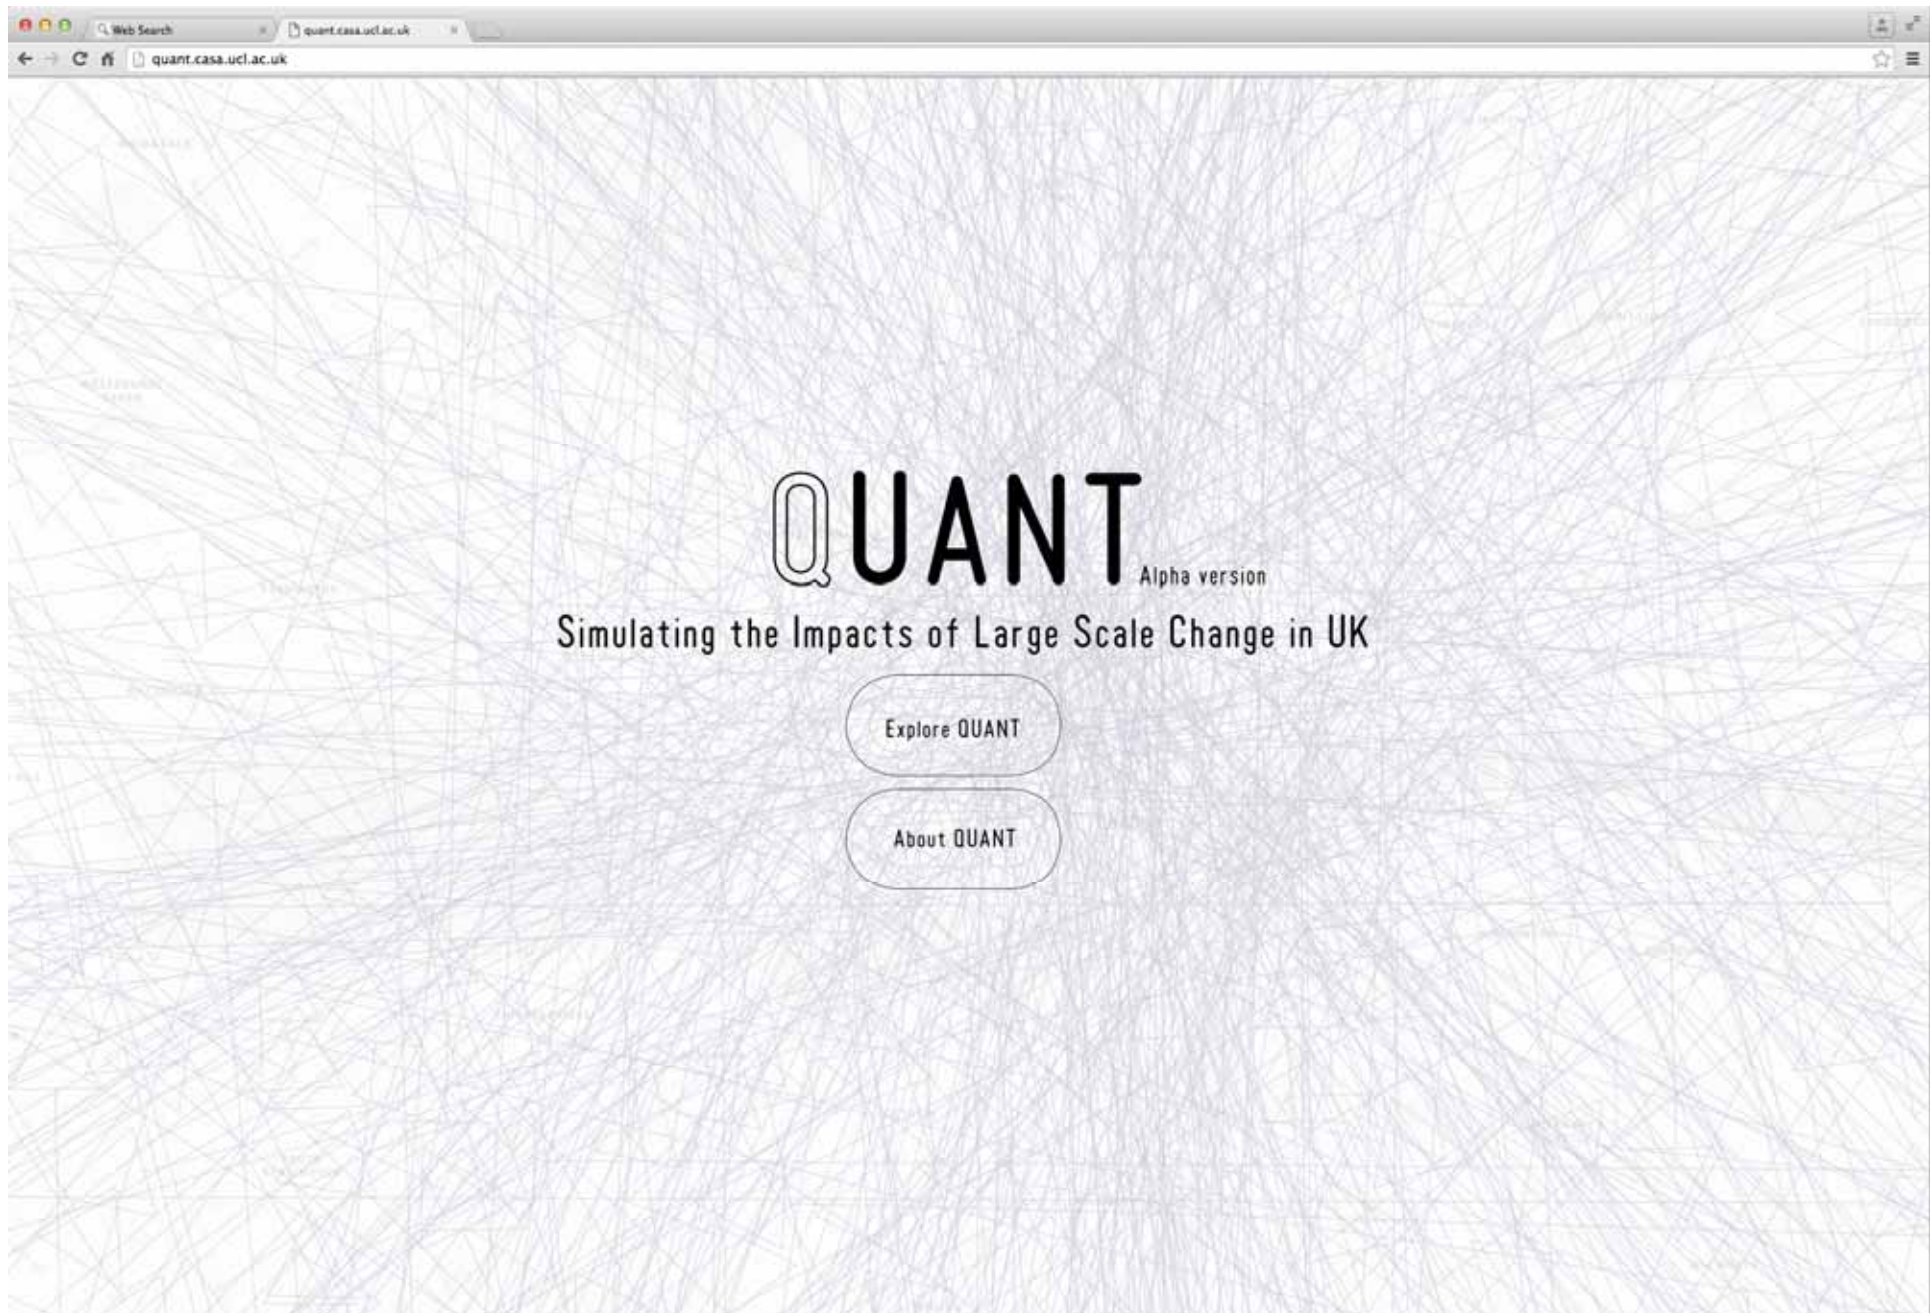 Web Search
quant.casa.ucl.ac.uk
quant.casa.ucl.ac.uk
QUANT
Alpha version
Simulating the Impacts of Large Scale Change in UK
Explore QUANT
About QUANT